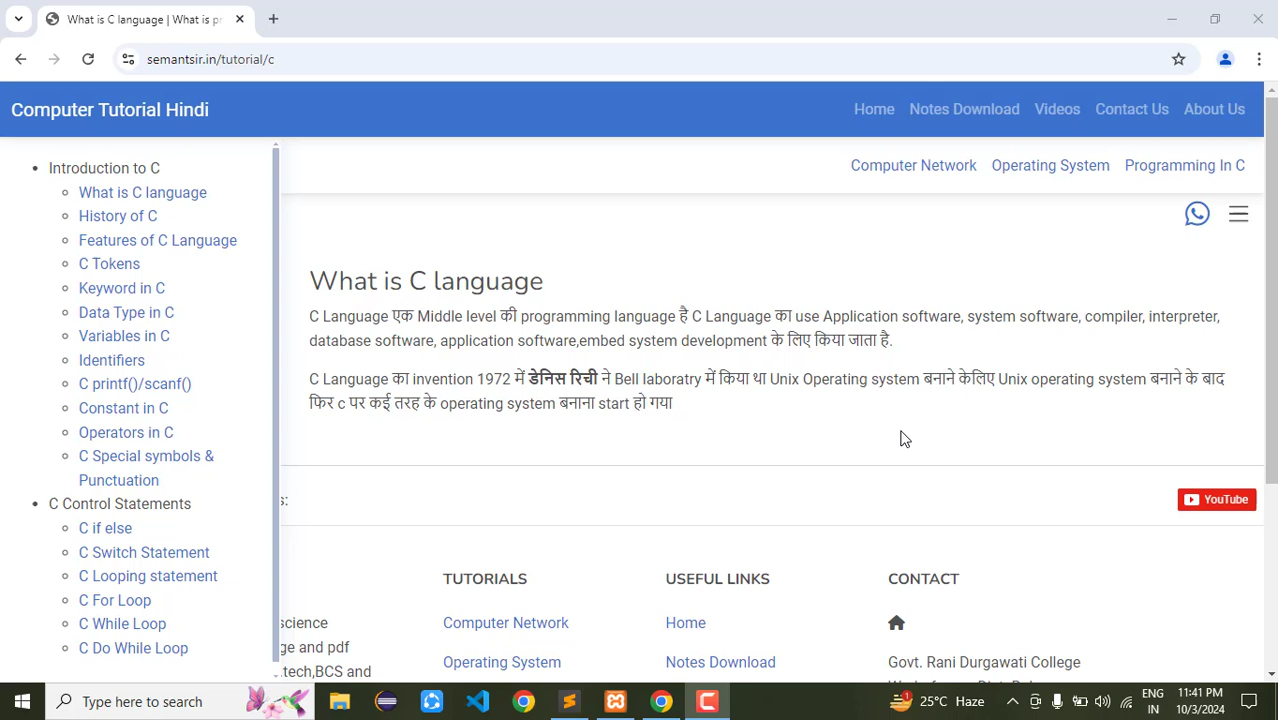 What is C language | What is p
semantsir.in/tutorial/c
Computer Tutorial Hindi
Home Notes Download Videos Contact Us About Us
Computer Network Operating System Programming In C
Introduction to C
What is C language
History of C
Features of C Language
C Tokens
Keyword in C
Data Type in C
Variables in C
Identifiers
C printf()/scanf()
Constant in C
Operators in C
C Special symbols &
Punctuation
C Control Statements
C if else
C Switch Statement
C Looping statement
C For Loop
C While Loop
C Do While Loop
What is C language
C Language एक Middle level की programming language है C Language का use Application software, system software, compiler, interpreter,
database software, application software,embed system development के लिए किया जाता है.
C Language का invention 1972 में डेनिस रिची ने Bell laboratry में किया था Unix Operating system बनाने केलिए Unix operating system बनाने के बाद
फिर c पर कई तरह के operating system बनाना start हो गया
s:
YouTube
science
ge and pdf
.tech,BCS and
TUTORIALS
Computer Network
Operating System
USEFUL LINKS
Home
Notes Download
CONTACT
Govt. Rani Durgawati College
Type here to search
1
25°C Haze
ENG
IN
11:41 PM
10/3/2024